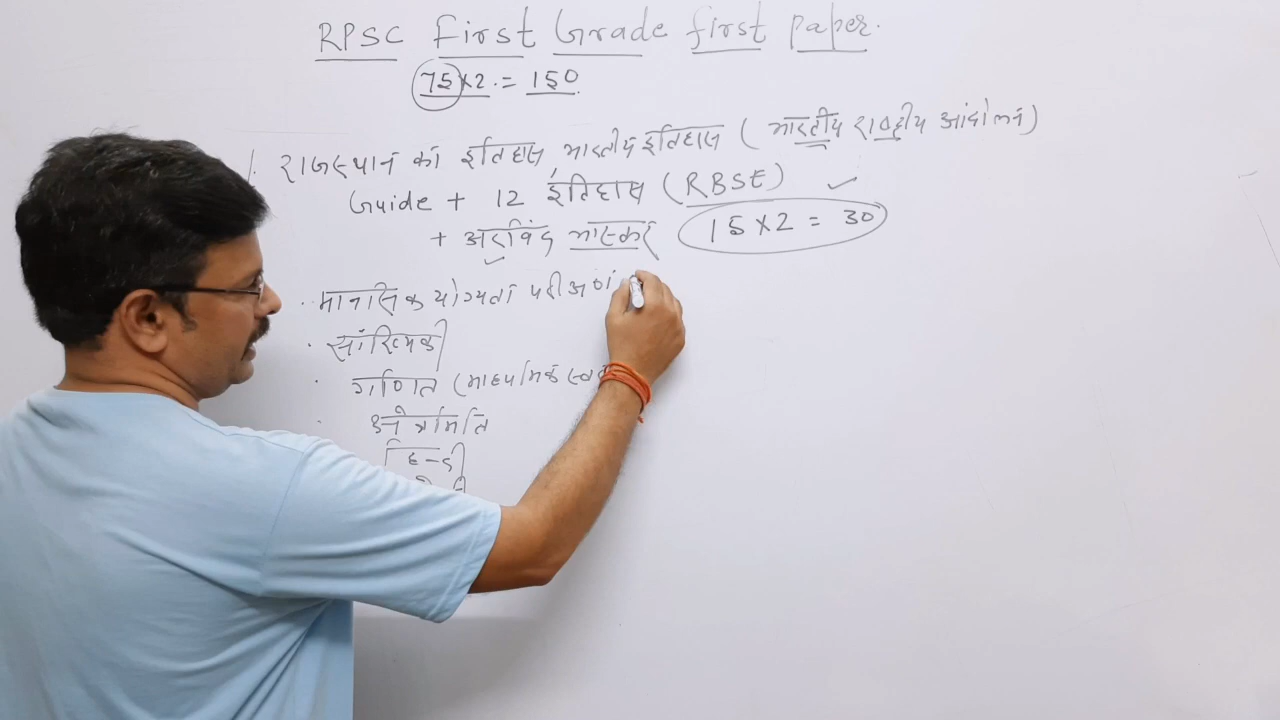 RPSC First Grade first paper.
75×2. = 150
1. राजस्थान का इतिहास, भारतीय इतिहास ( भारतीय राष्ट्रीय आंदोलन )
Guide + 12 इतिहास (RBSE) ✓
+ अरविंद भास्कर 15×2 = 30
• मानसिक योग्यता परीक्षण
• सांख्यिकी
• गणित (माध्यमिक स्तर
• क्षेत्रमिति
हिन्दी